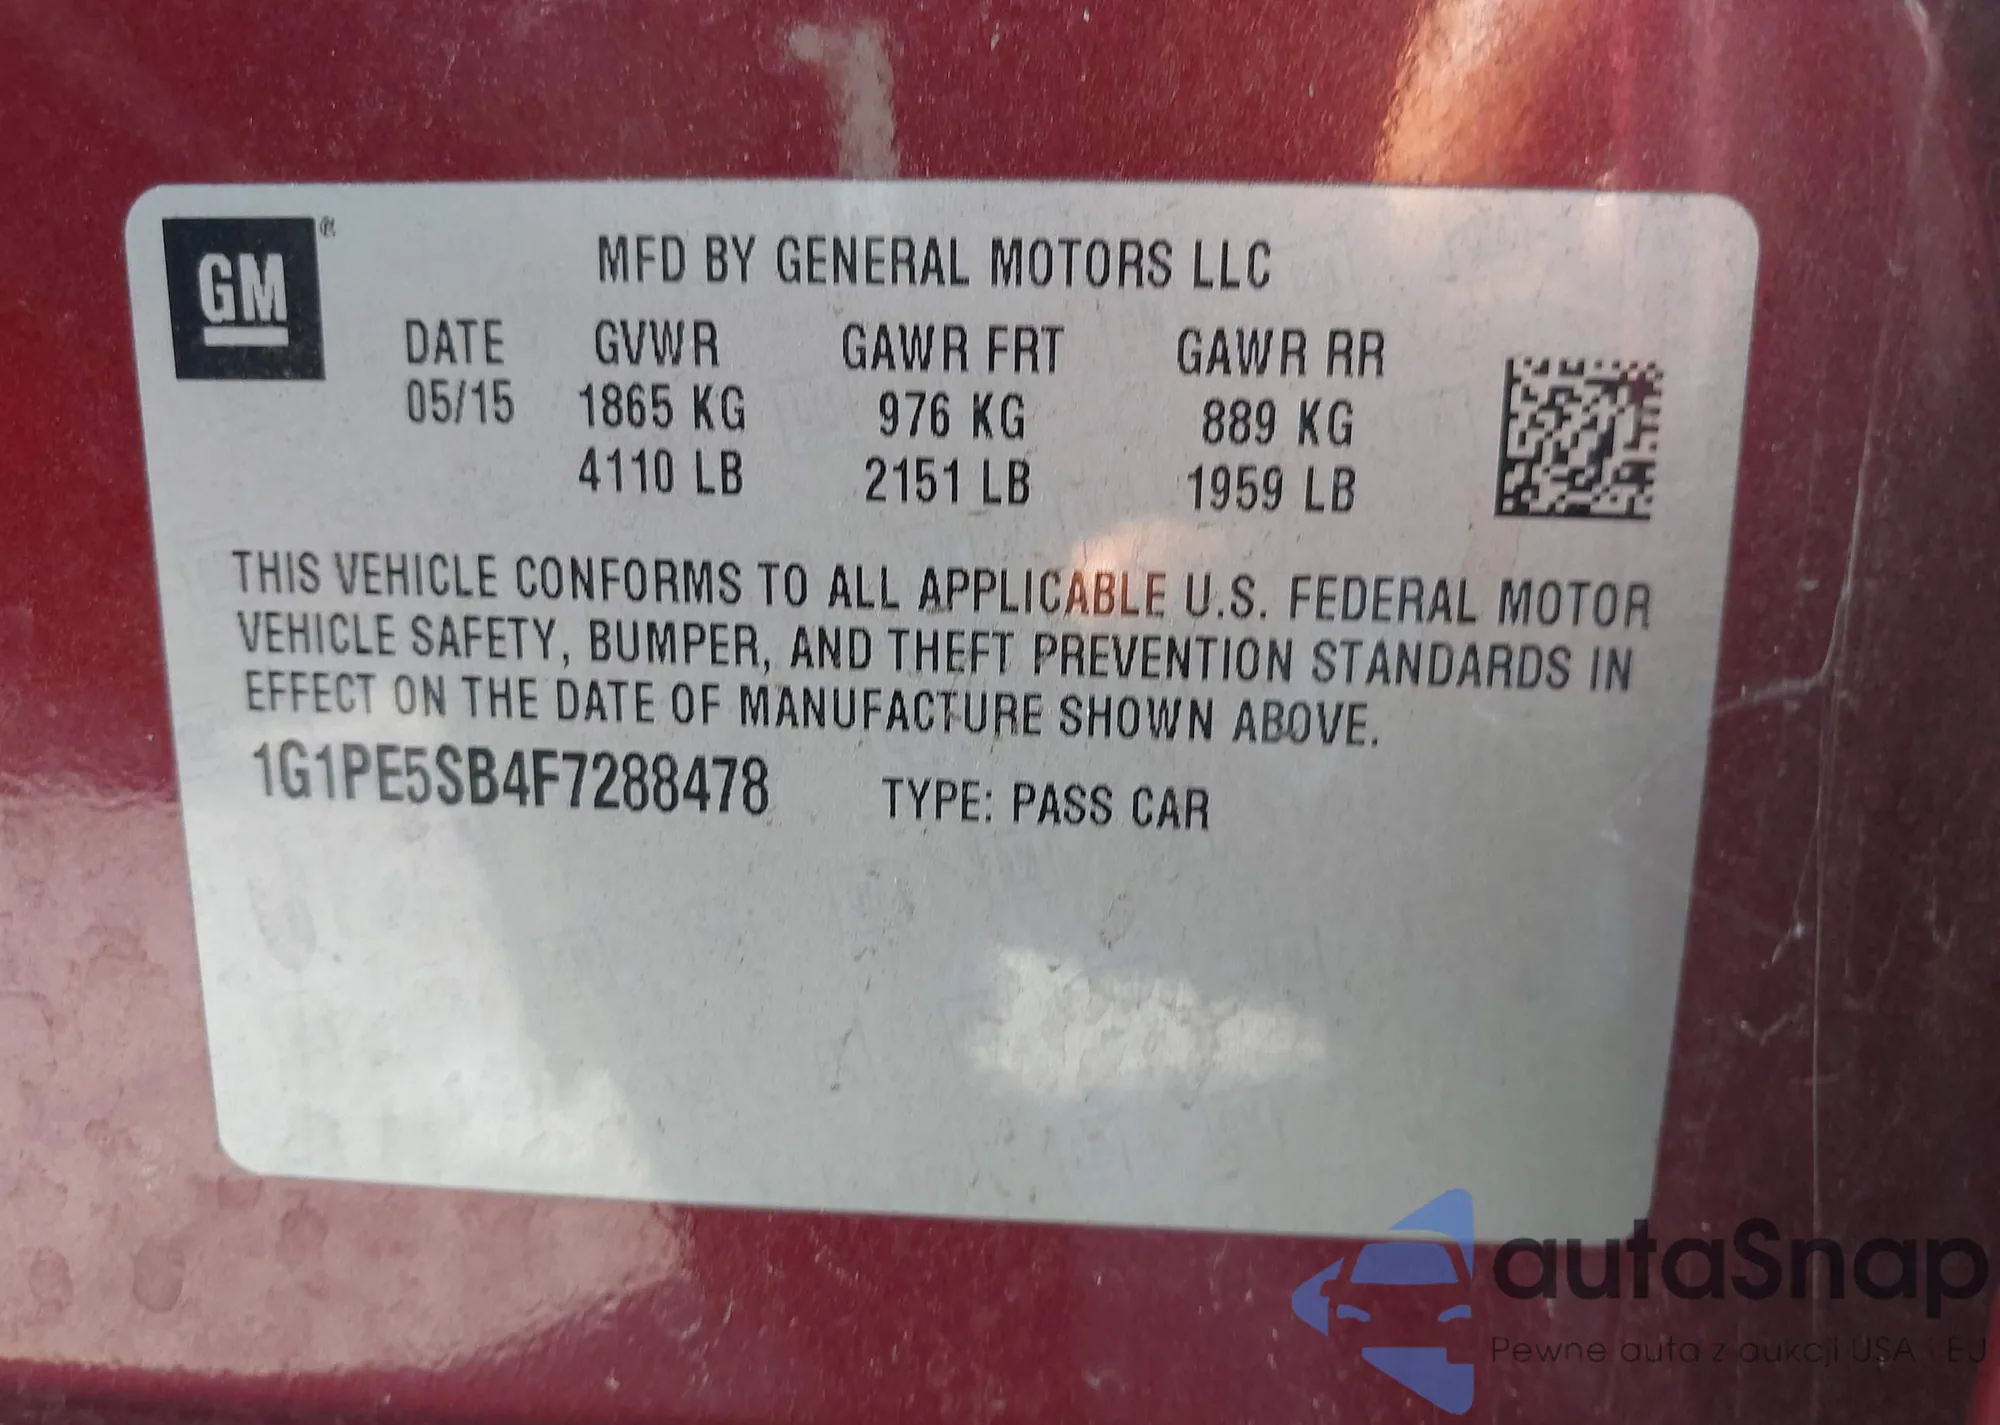 GM ®
MFD BY GENERAL MOTORS LLC
DATE GVWR GAWR FRT GAWR RR
05/15 1865 KG 976 KG 889 KG
4110 LB 2151 LB 1959 LB
THIS VEHICLE CONFORMS TO ALL APPLICABLE U.S. FEDERAL MOTOR
VEHICLE SAFETY, BUMPER, AND THEFT PREVENTION STANDARDS IN
EFFECT ON THE DATE OF MANUFACTURE SHOWN ABOVE.
1G1PE5SB4F7288478 TYPE: PASS CAR
autaSnap
Pewne auta z aukcji USA i EU